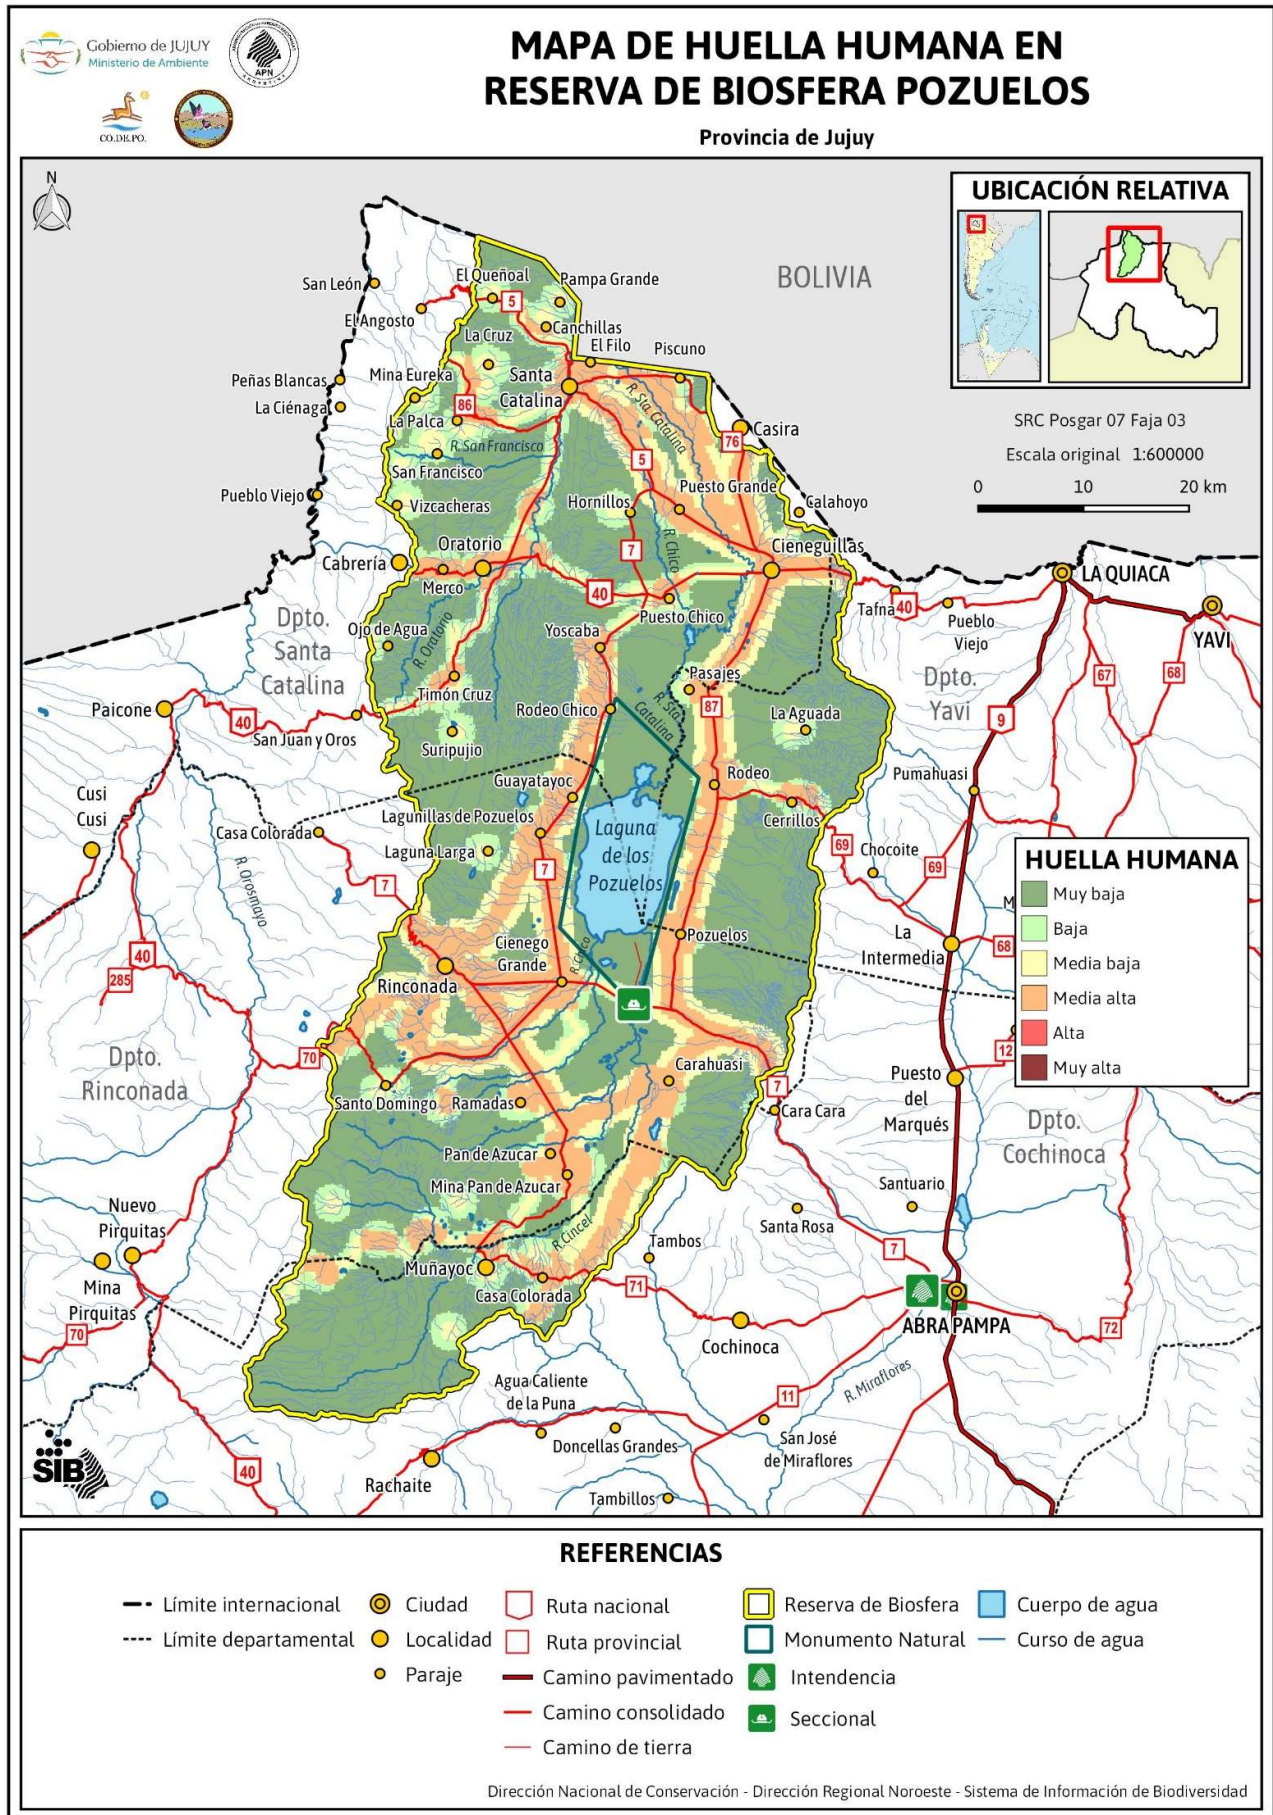 Gobierno de JUJUY
Ministerio de Ambiente
APN
ARGENTINA
CO.DE.PO.
MAPA DE HUELLA HUMANA EN
RESERVA DE BIOSFERA POZUELOS
Provincia de Jujuy
N
UBICACIÓN RELATIVA
BOLIVIA
SRC Posgar 07 Faja 03
Escala original 1:600000
0 10 20 km
San León
El Queñoal
Pampa Grande
5
El Angosto
La Cruz
Canchillas
El Filo
Piscuno
Peñas Blancas
Mina Eureka
Santa
Catalina
La Ciénaga
86
La Palca
R. Sta. Catalina
Casira
76
R. San Francisco
San Francisco
5
Puesto Grande
Pueblo Viejo
Vizcacheras
Hornillos
Calahoyo
Cabrería
Oratorio
7
R. Chico
Cieneguillas
LA QUIACA
Merco
40
Tafna
40
Pueblo
Viejo
YAVI
Dpto.
Santa
Catalina
Ojo de Agua
R. Oratorio
Yoscaba
Puesto Chico
Dpto.
Yavi
67
68
Timón Cruz
Pasajes
Paicone
40
San Juan y Oros
Rodeo Chico
R. Sta.
Catalina
87
La Aguada
9
Suripujio
Guayatayoc
Rodeo
Pumahuasi
Cusi
Cusi
Casa Colorada
Lagunillas de Pozuelos
Laguna
de los
Pozuelos
Cerrillos
Laguna Larga
69
Chocoite
69
R. Orosmayo
7
7
HUELLA HUMANA
Muy baja
Baja
Media baja
Media alta
Alta
Muy alta
M
La
Intermedia
68
Cienego
Grande
R. Chico
Pozuelos
40
285
Rinconada
Dpto.
Rinconada
70
12
Carahuasi
Puesto
del
Marqués
7
Santo Domingo
Ramadas
Cara Cara
Dpto.
Cochinoca
Pan de Azucar
Mina Pan de Azucar
Santuario
Nuevo
Pirquitas
Santa Rosa
R. Cincel
Tambos
7
Mina
Pirquitas
Muñayoc
Casa Colorada
71
70
Cochinoca
ABRA PAMPA
72
Agua Caliente
de la Puna
11
R. Miraflores
Doncellas Grandes
San José
de Miraflores
SIB
40
Rachaite
Tambillos
REFERENCIAS
Límite internacional
Límite departamental
Ciudad
Localidad
Paraje
Ruta nacional
Ruta provincial
Camino pavimentado
Camino consolidado
Camino de tierra
Reserva de Biosfera
Monumento Natural
Intendencia
Seccional
Cuerpo de agua
Curso de agua
Dirección Nacional de Conservación - Dirección Regional Noroeste - Sistema de Información de Biodiversidad